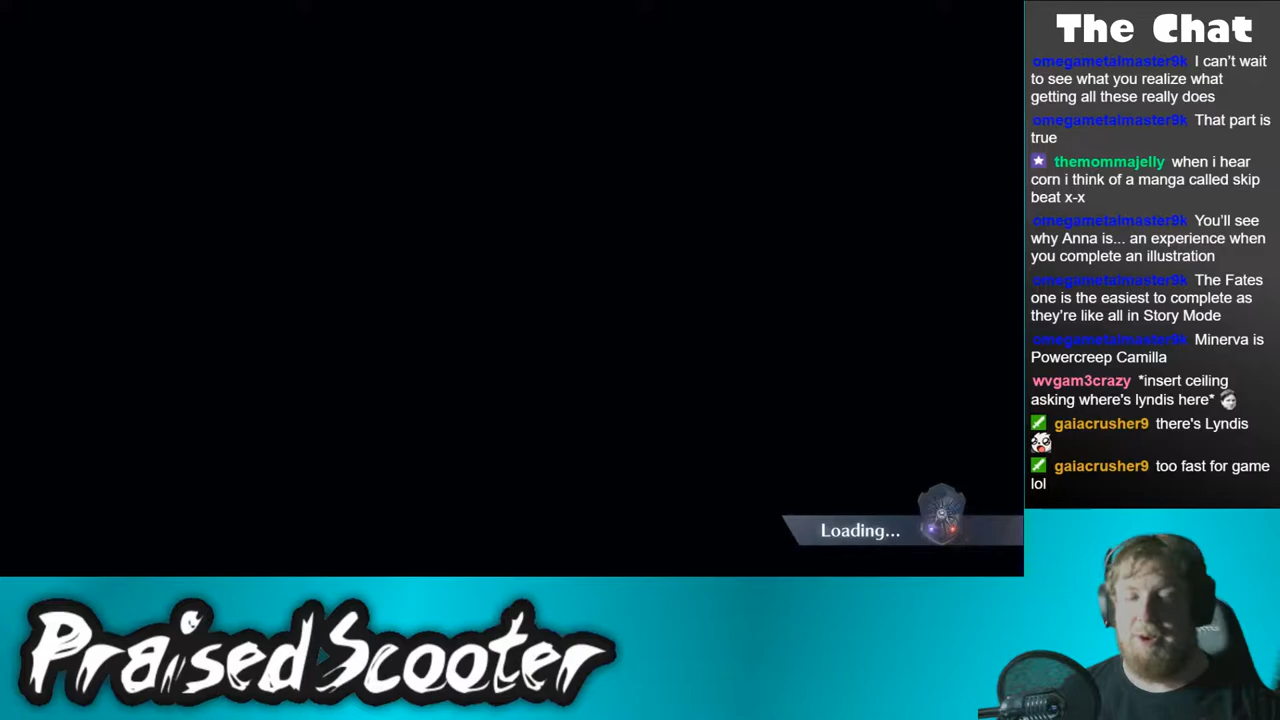 The Chat
omegametalmaster9k I can't wait
to see what you realize what
getting all these really does
omegametalmaster9k That part is
true
themommajelly when i hear
corn i think of a manga called skip
beat x-x
omegametalmaster9k You'll see
why Anna is... an experience when
you complete an illustration
omegametalmaster9k The Fates
one is the easiest to complete as
they're like all in Story Mode
omegametalmaster9k Minerva is
Powercreep Camilla
wvgam3crazy *insert ceiling
asking where's lyndis here*
gaiacrusher9 there's Lyndis
gaiacrusher9 too fast for game
lol
Loading...
PraisedScooter